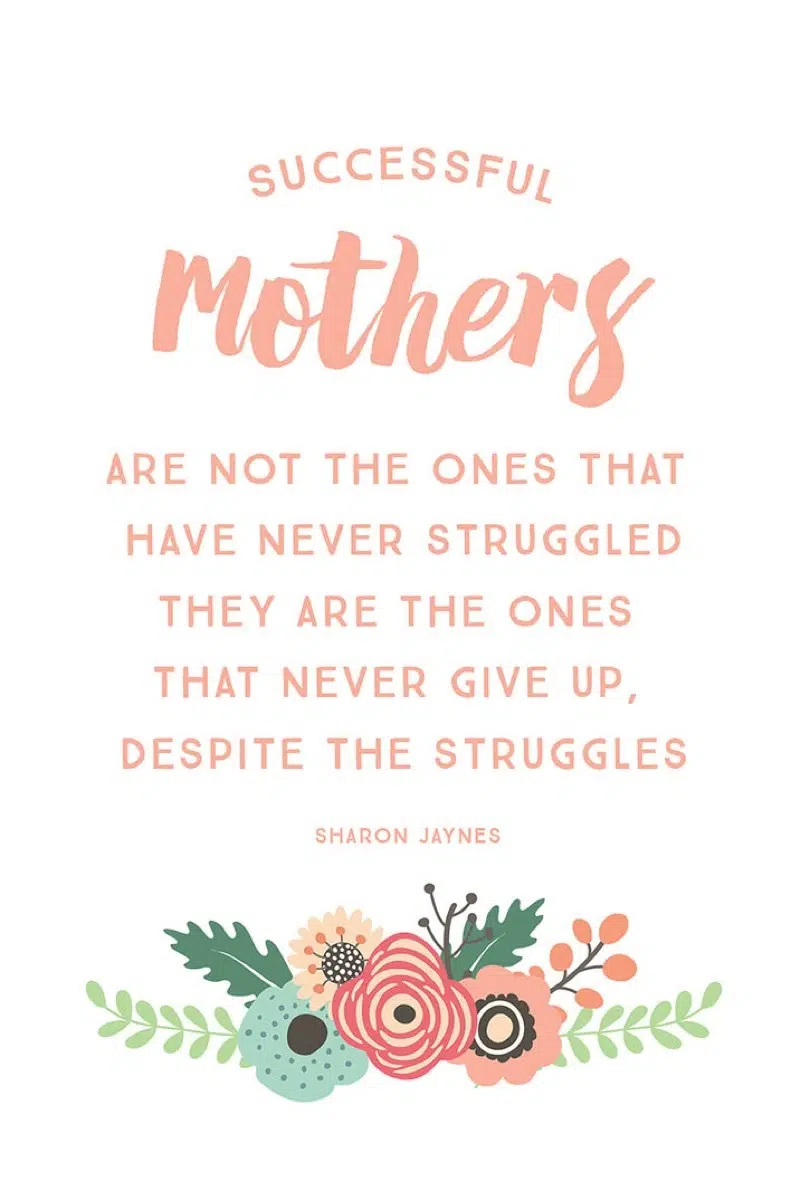 SUCCESSFUL
mothers
ARE NOT THE ONES THAT
HAVE NEVER STRUGGLED
THEY ARE THE ONES
THAT NEVER GIVE UP,
DESPITE THE STRUGGLES
SHARON JAYNES